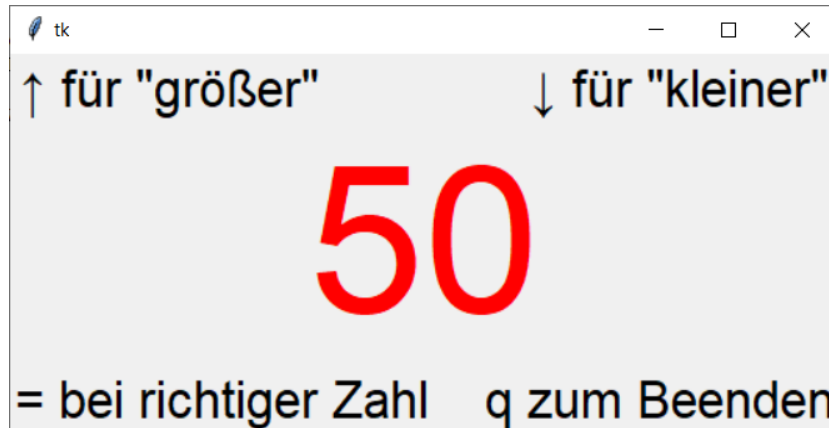 tk
↑ für "größer" ↓ für "kleiner"
50
= bei richtiger Zahl q zum Beenden